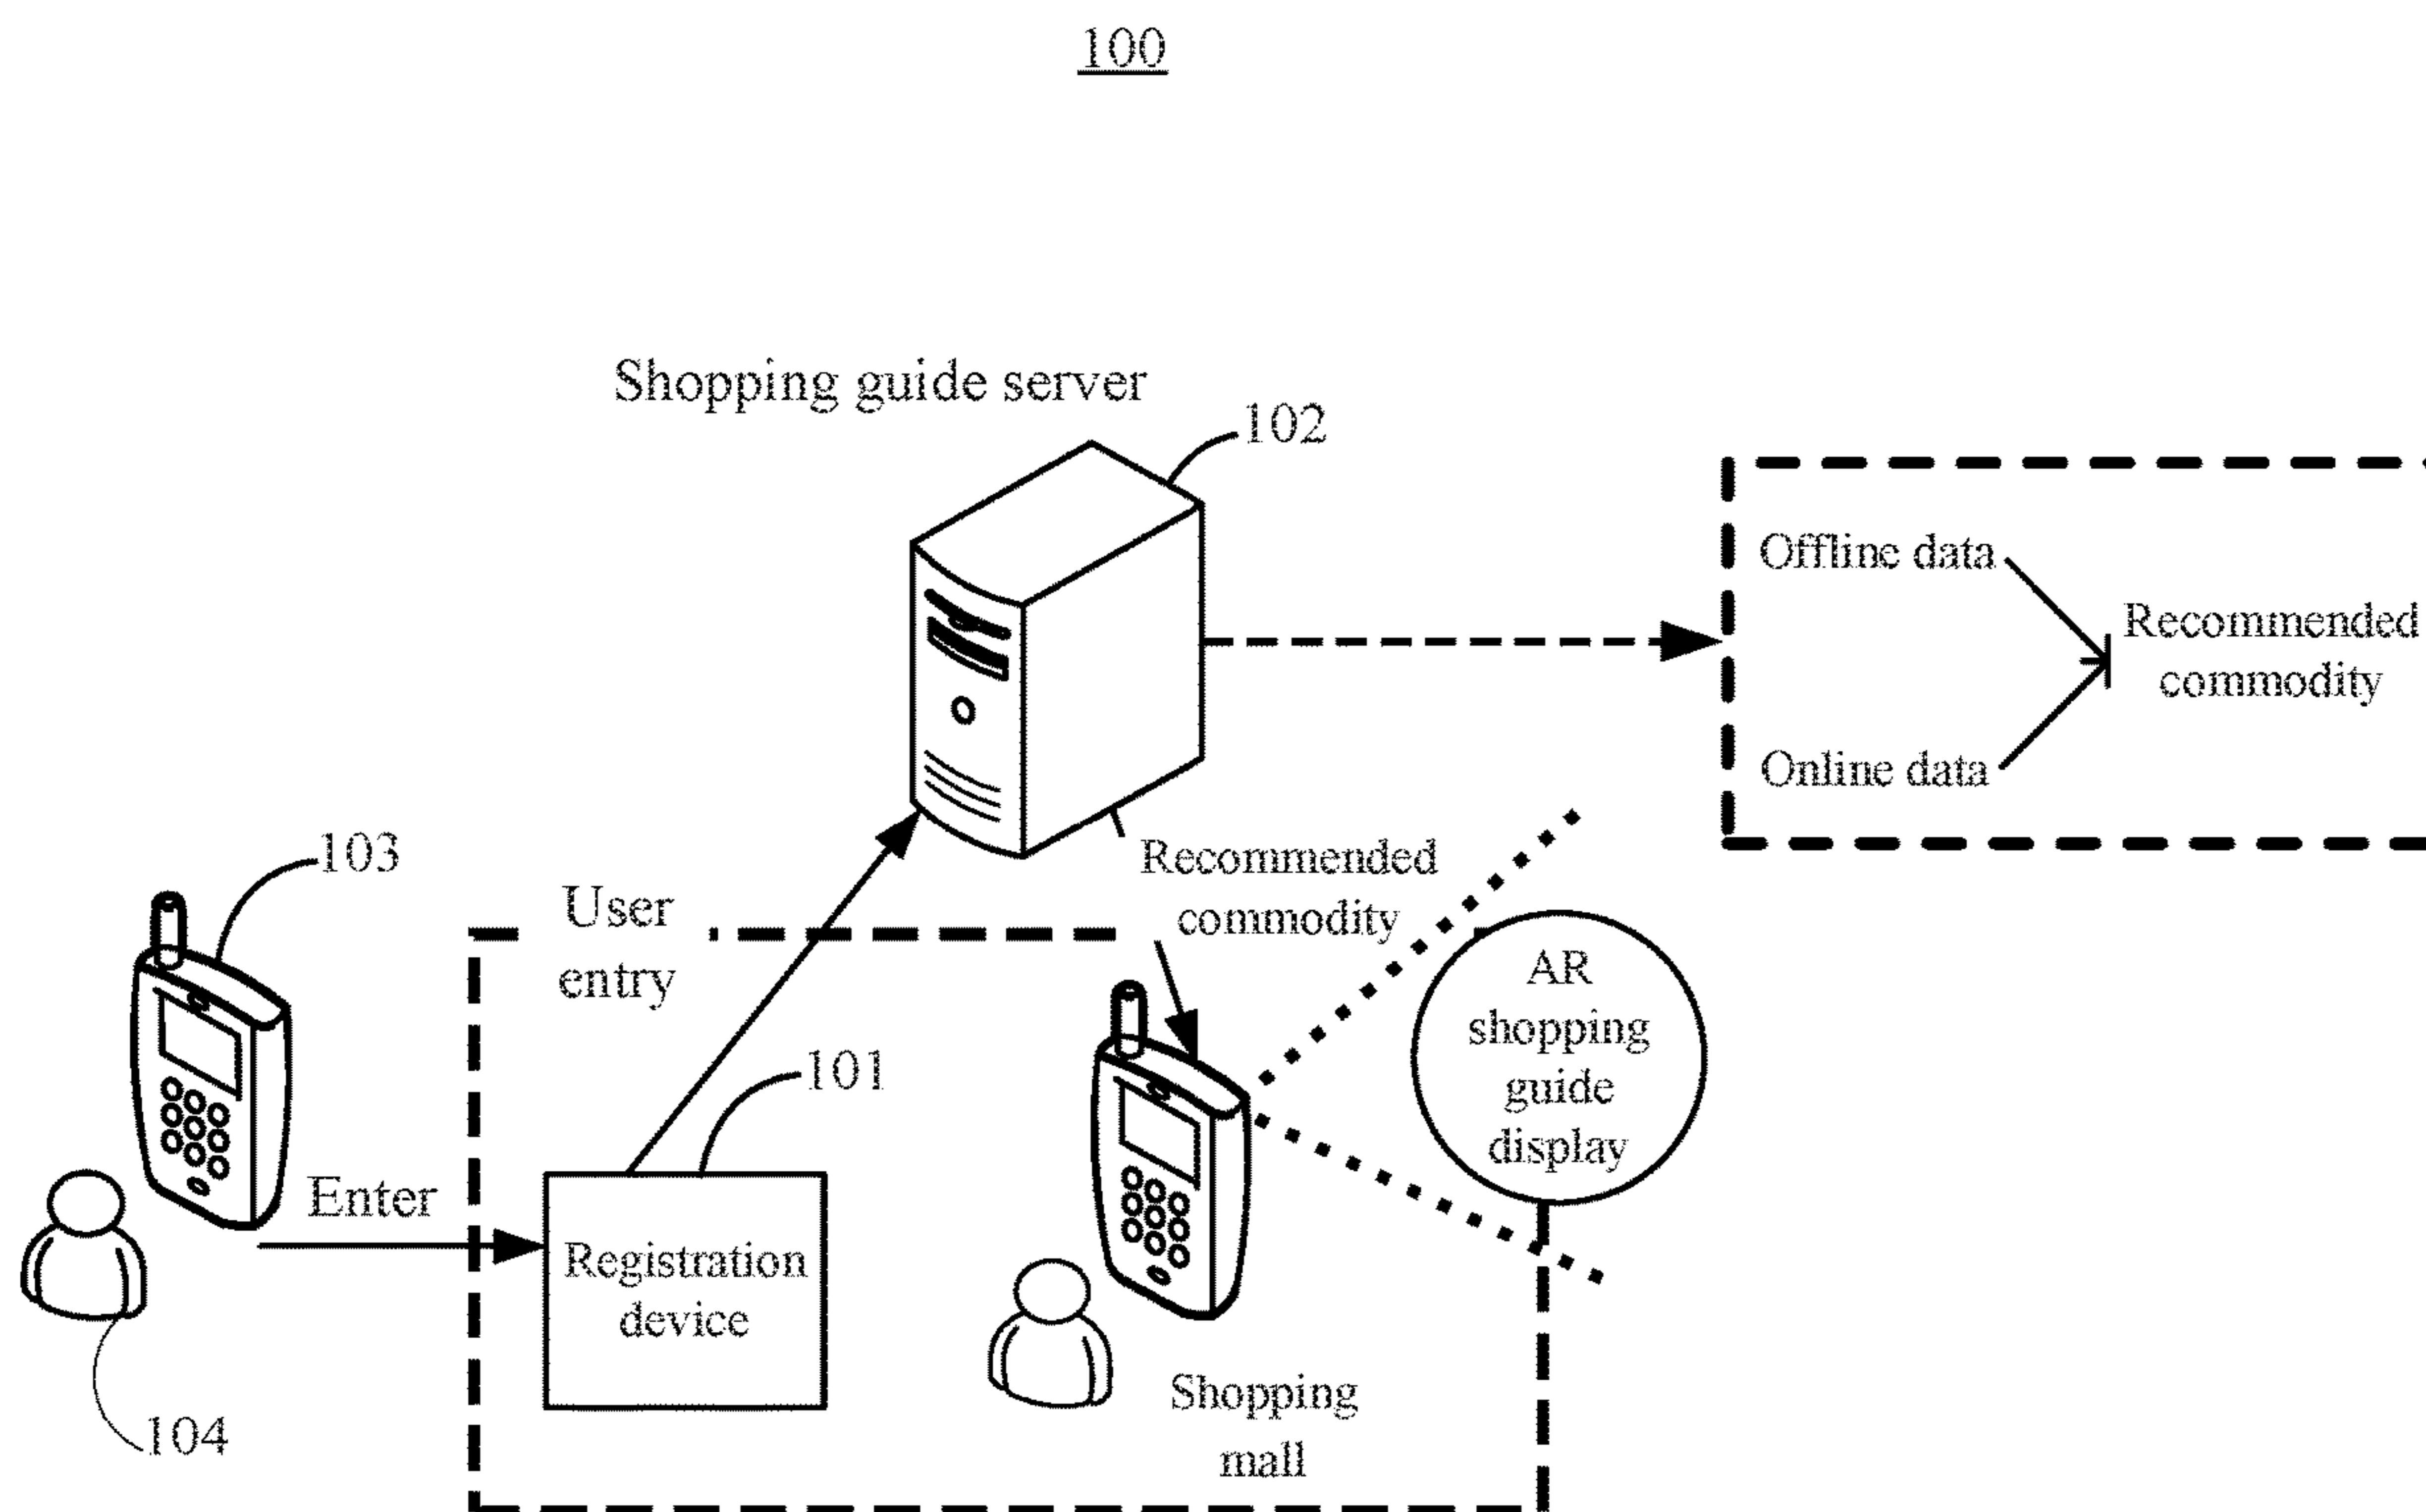 100
Shopping guide server
102
Offline data
Recommended
commodity
Online data
103
User
entry
Recommended
commodity
AR
shopping
guide
display
101
Enter
Registration
device
Shopping
mall
104